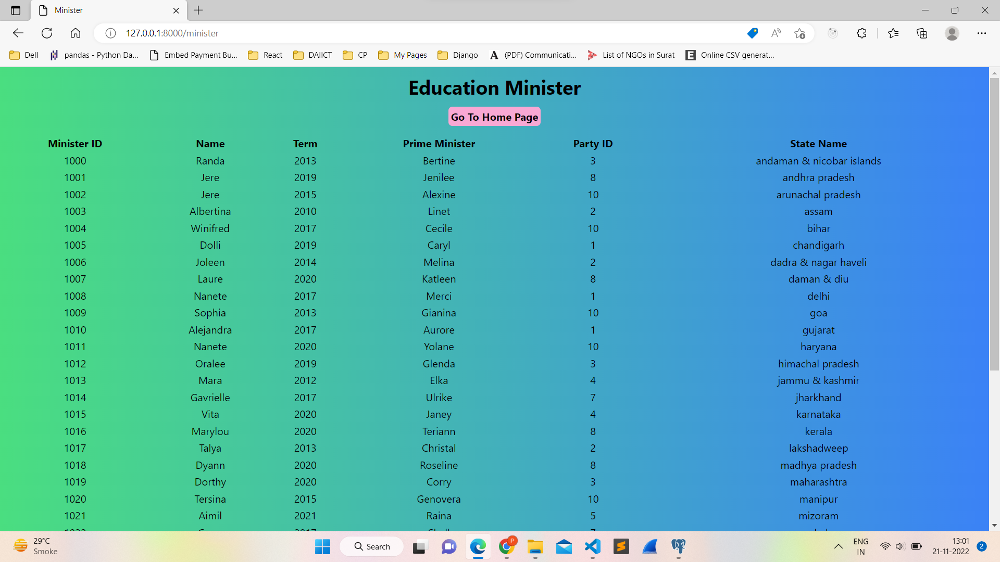 Minister
127.0.0.1:8000/minister
Dell pandas - Python Da... Embed Payment Bu... React DAIICT CP My Pages Django (PDF) Communicati... List of NGOs in Surat Online CSV generat...
Education Minister
Go To Home Page
Minister ID Name Term Prime Minister Party ID State Name
1000 Randa 2013 Bertine 3 andaman & nicobar islands
1001 Jere 2019 Jenilee 8 andhra pradesh
1002 Jere 2015 Alexine 10 arunachal pradesh
1003 Albertina 2010 Linet 2 assam
1004 Winifred 2017 Cecile 10 bihar
1005 Dolli 2019 Caryl 1 chandigarh
1006 Joleen 2014 Melina 2 dadra & nagar haveli
1007 Laure 2020 Katleen 8 daman & diu
1008 Nanete 2017 Merci 1 delhi
1009 Sophia 2013 Gianina 10 goa
1010 Alejandra 2017 Aurore 1 gujarat
1011 Nanete 2020 Yolane 10 haryana
1012 Oralee 2019 Glenda 3 himachal pradesh
1013 Mara 2012 Elka 4 jammu & kashmir
1014 Gavrielle 2017 Ulrike 7 jharkhand
1015 Vita 2020 Janey 4 karnataka
1016 Marylou 2020 Teriann 8 kerala
1017 Talya 2013 Christal 2 lakshadweep
1018 Dyann 2020 Roseline 8 madhya pradesh
1019 Dorthy 2020 Corry 3 maharashtra
1020 Tersina 2015 Genovera 10 manipur
1021 Aimil 2021 Raina 5 mizoram
29°C
Smoke
Search
P
ENG
IN
13:01
21-11-2022
2